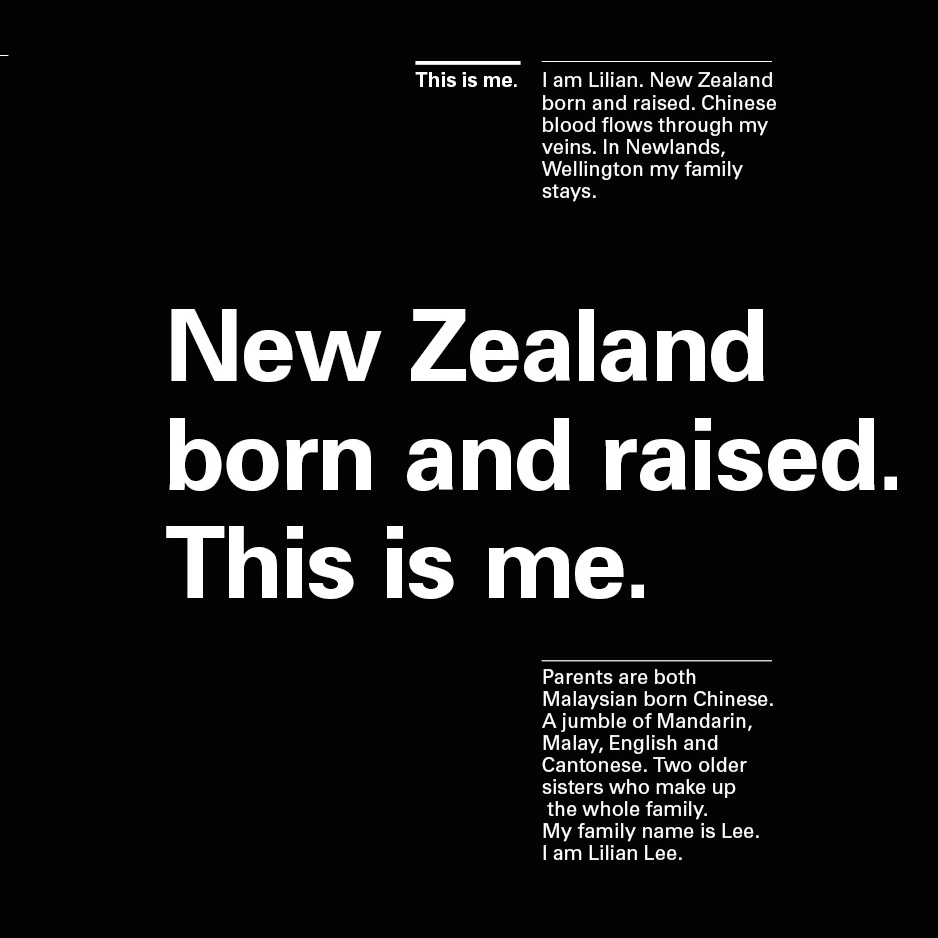 This is me.
I am Lilian. New Zealand
born and raised. Chinese
blood flows through my
veins. In Newlands,
Wellington my family
stays.
New Zealand
born and raised.
This is me.
Parents are both
Malaysian born Chinese.
A jumble of Mandarin,
Malay, English and
Cantonese. Two older
sisters who make up
the whole family.
My family name is Lee.
I am Lilian Lee.